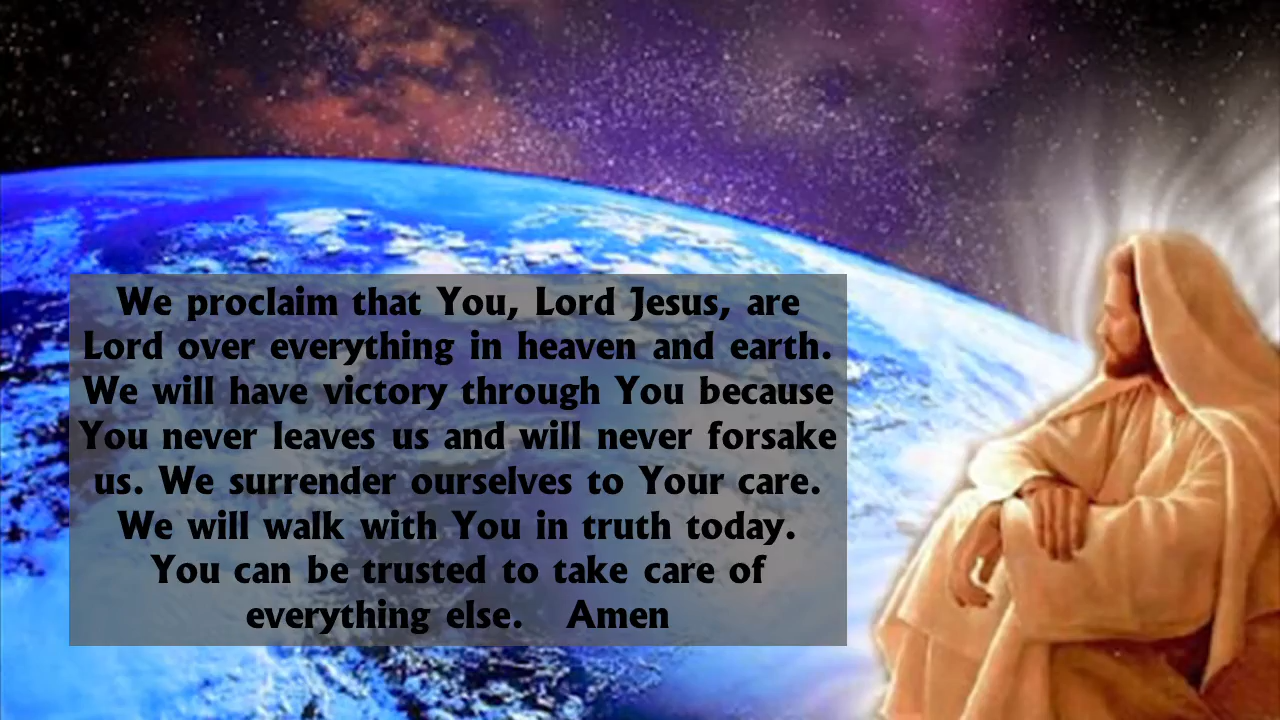 We proclaim that You, Lord Jesus, are
Lord over everything in heaven and earth.
We will have victory through You because
You never leaves us and will never forsake
us. We surrender ourselves to Your care.
We will walk with You in truth today.
You can be trusted to take care of
everything else. Amen